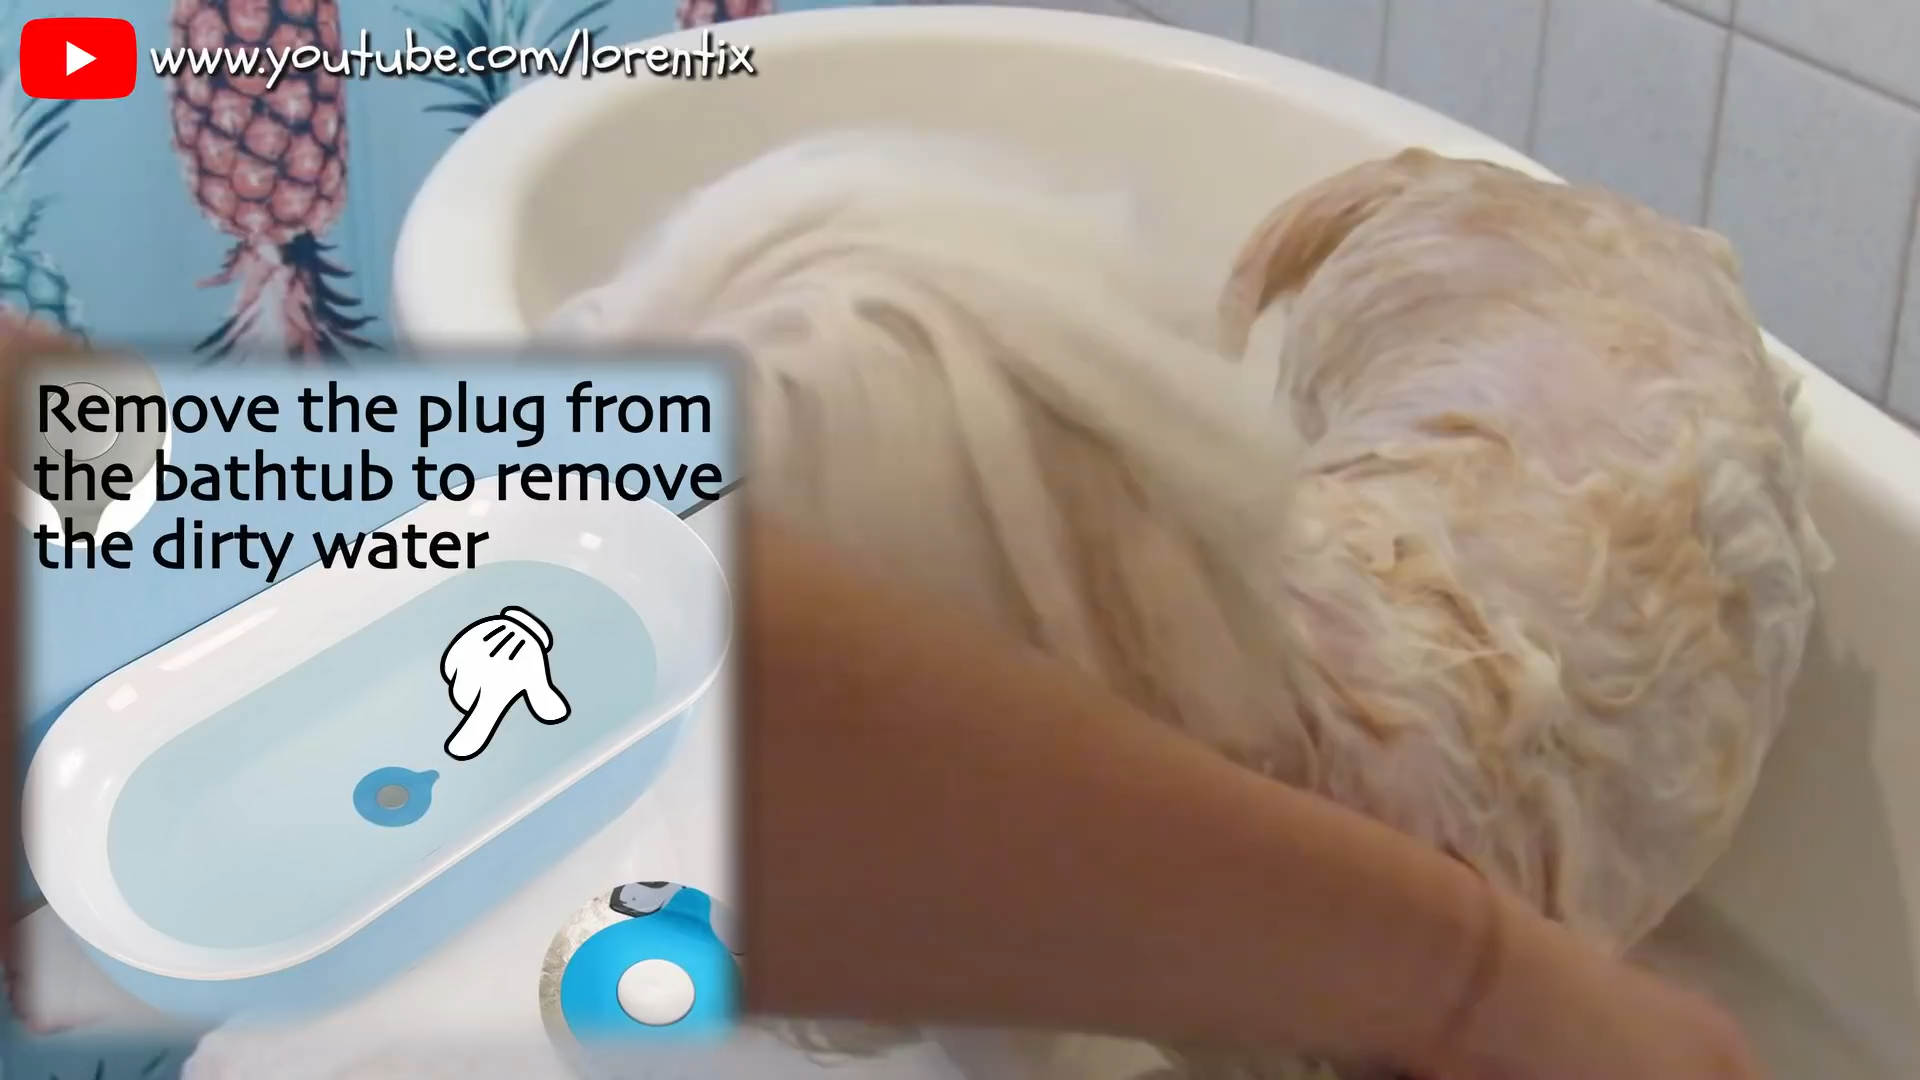 www.youtube.com/lorentix
Remove the plug from
the bathtub to remove
the dirty water